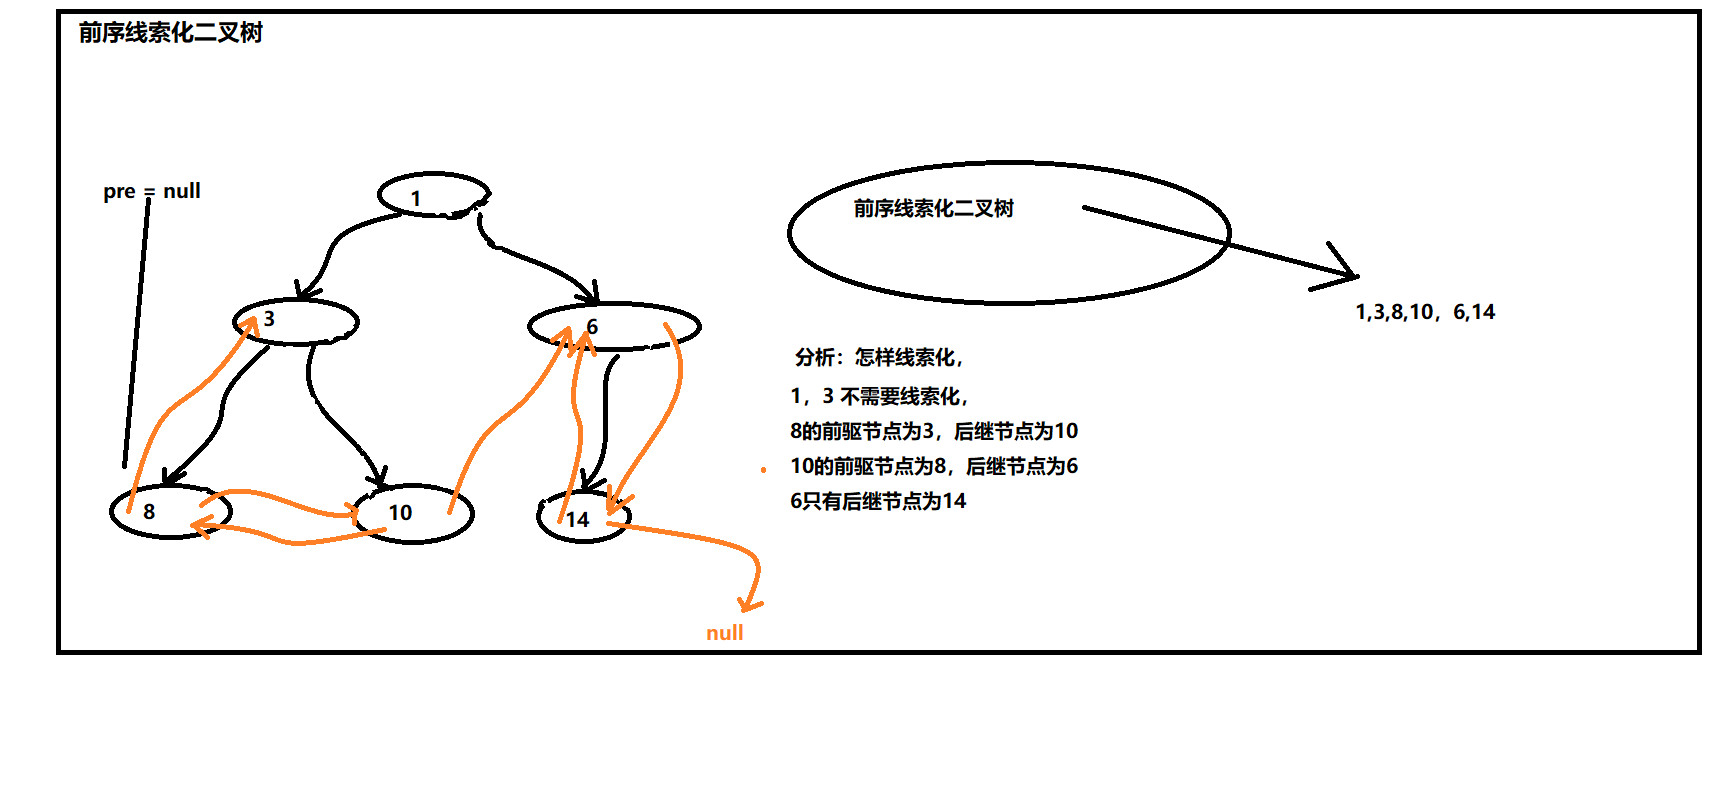 前序线索化二叉树
pre = null
1
3
6
8
10
14
null
前序线索化二叉树
1,3,8,10，6,14
分析：怎样线索化，
1，3 不需要线索化，
8的前驱节点为3，后继节点为10
10的前驱节点为8，后继节点为6
6只有后继节点为14